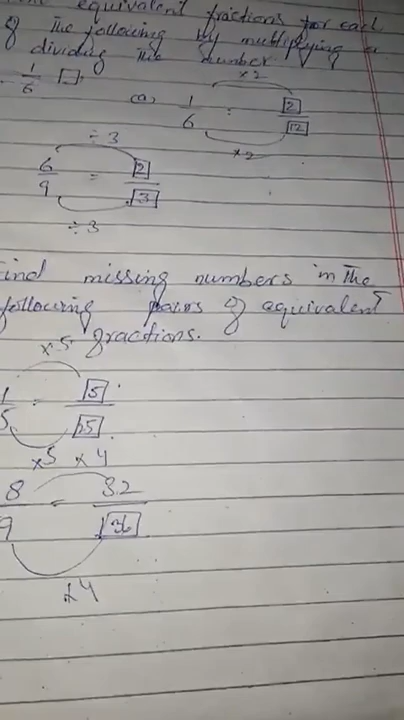 equivalent fractions for each
of The following by multiplying a
dividing The number.
1/6 □.
×2
(a) 1/6 = 2/12
×2
÷3
6/9 = 2/3
÷3
find missing numbers in The
following pairs of equivalent
fractions.
×5
1/5 = 5/25
×5
×4
8/9 = 32/36
×4